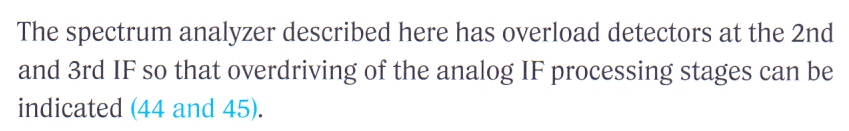 The spectrum analyzer described here has overload detectors at the 2nd
and 3rd IF so that overdriving of the analog IF processing stages can be
indicated (44 and 45).